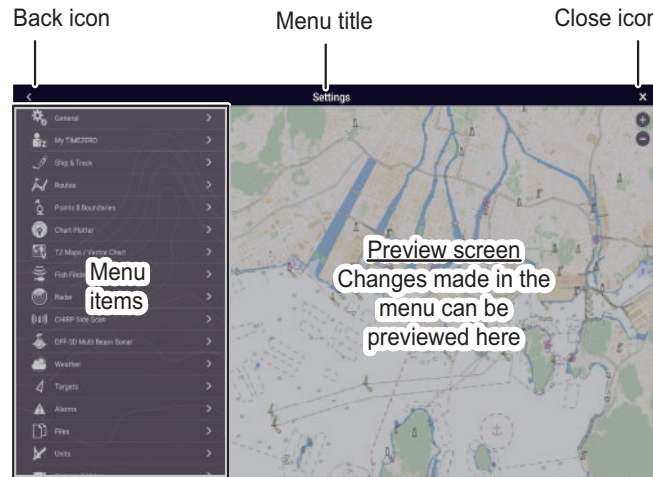 Back icon
Menu title
Close icon
Settings
General
My TIMEZERO
Ship & Track
Routes
Points & Boundaries
Chart Plotter
TZ Maps / Vector Chart
Fish Finder
Radar
CHIRP Side Scan
DFF-3D Multi Beam Sonar
Weather
Targets
Alarms
Files
Units
Menu
items
Preview screen
Changes made in the
menu can be
previewed here